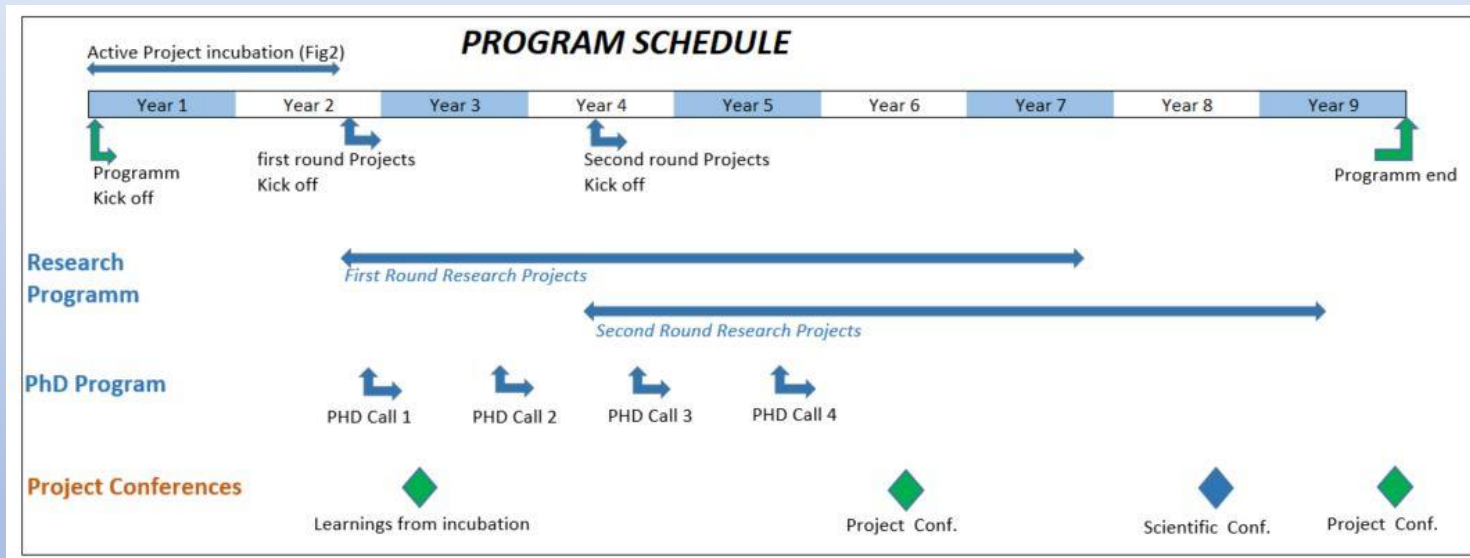 PROGRAM SCHEDULE
Active Project incubation (Fig2)
Year 1 Year 2 Year 3 Year 4 Year 5 Year 6 Year 7 Year 8 Year 9
Programm
Kick off
first round Projects
Kick off
Second round Projects
Kick off
Programm end
Research
Programm
First Round Research Projects
Second Round Research Projects
PhD Program
PHD Call 1 PHD Call 2 PHD Call 3 PHD Call 4
Project Conferences
Learnings from incubation Project Conf. Scientific Conf. Project Conf.